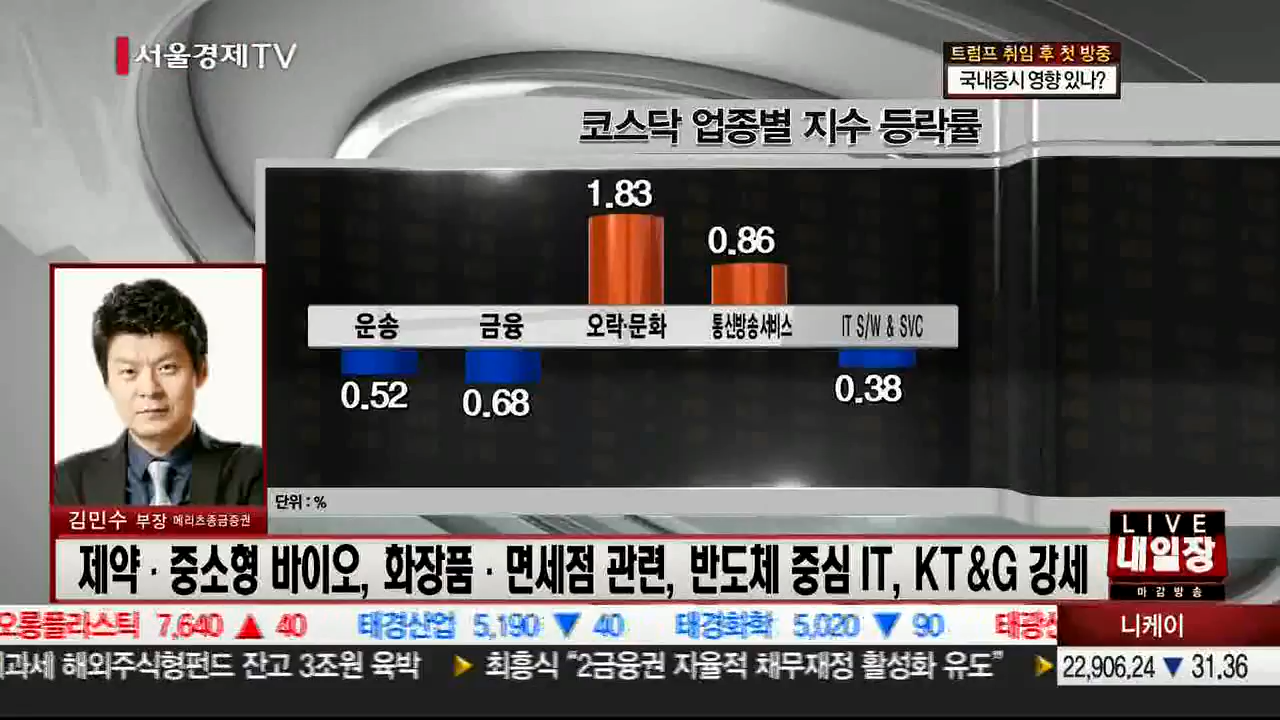 서울경제TV
트럼프 취임 후 첫 방중
국내증시 영향 있나?
코스닥 업종별 지수 등락률
1.83
0.86
운송
금융
오락·문화
통신방송서비스
IT S/W & SVC
0.52
0.68
0.38
단위 : %
김민수 부장 메리츠종금증권
LIVE
내일장
마감방송
제약·중소형 바이오, 화장품·면세점 관련, 반도체 중심 IT, KT&G 강세
오롱플라스틱 7,640 ▲ 40 태경산업 5,190 ▼ 40 태경화학 5,020 ▼ 90 태광
니케이
과세 해외주식형펀드 잔고 3조원 육박 ▶ 최흥식 “2금융권 자율적 채무재정 활성화 유도” ▶
22,906.24 ▼ 31.36